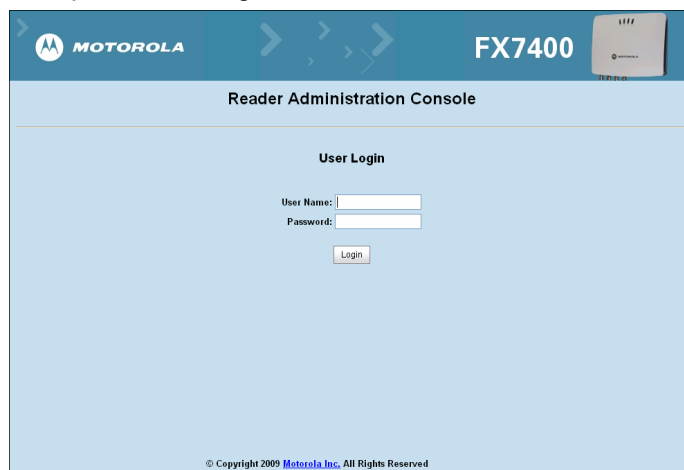 MOTOROLA
FX7400
Reader Administration Console
User Login
User Name:
Password:
Login
© Copyright 2009 Motorola Inc. All Rights Reserved